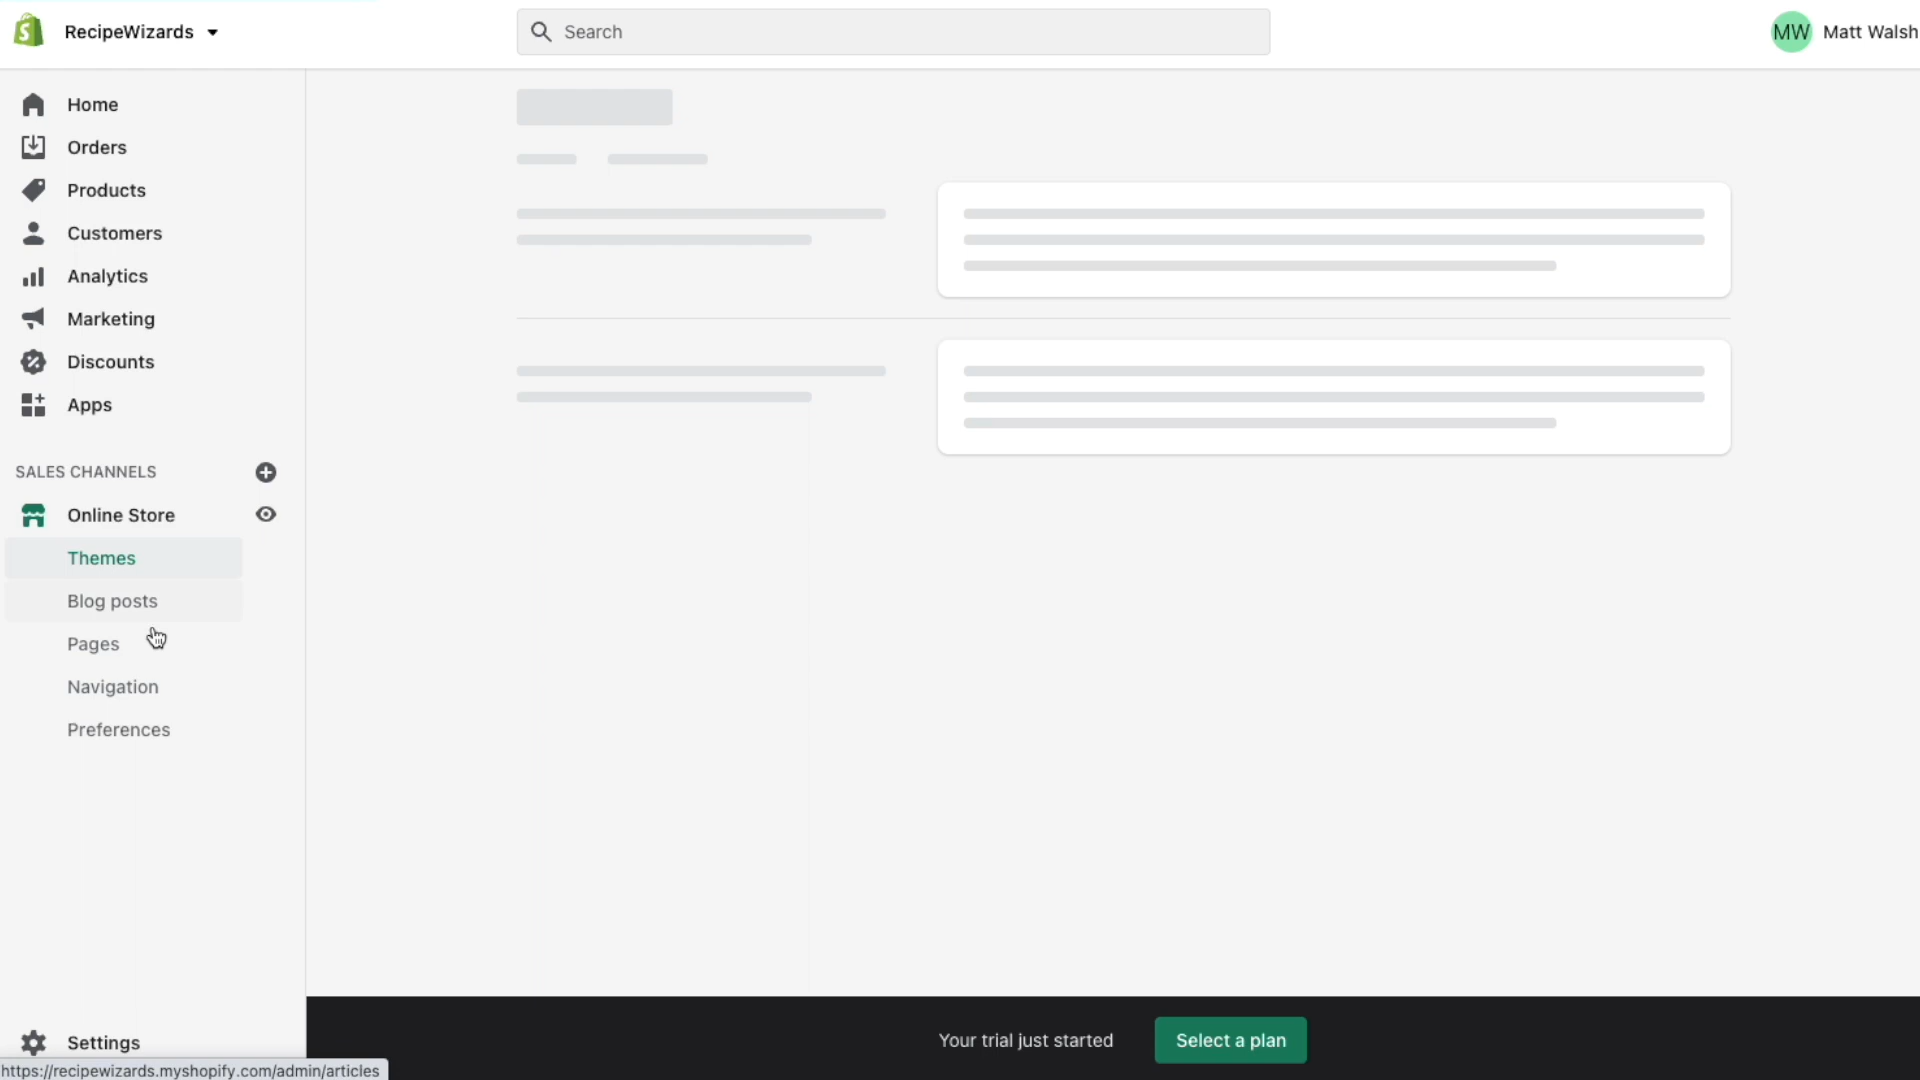 RecipeWizards
Search
MW Matt Walsh
Home
Orders
Products
Customers
Analytics
Marketing
Discounts
Apps
SALES CHANNELS
Online Store
Themes
Blog posts
Pages
Navigation
Preferences
Settings
Your trial just started
Select a plan
https://recipewizards.myshopify.com/admin/articles